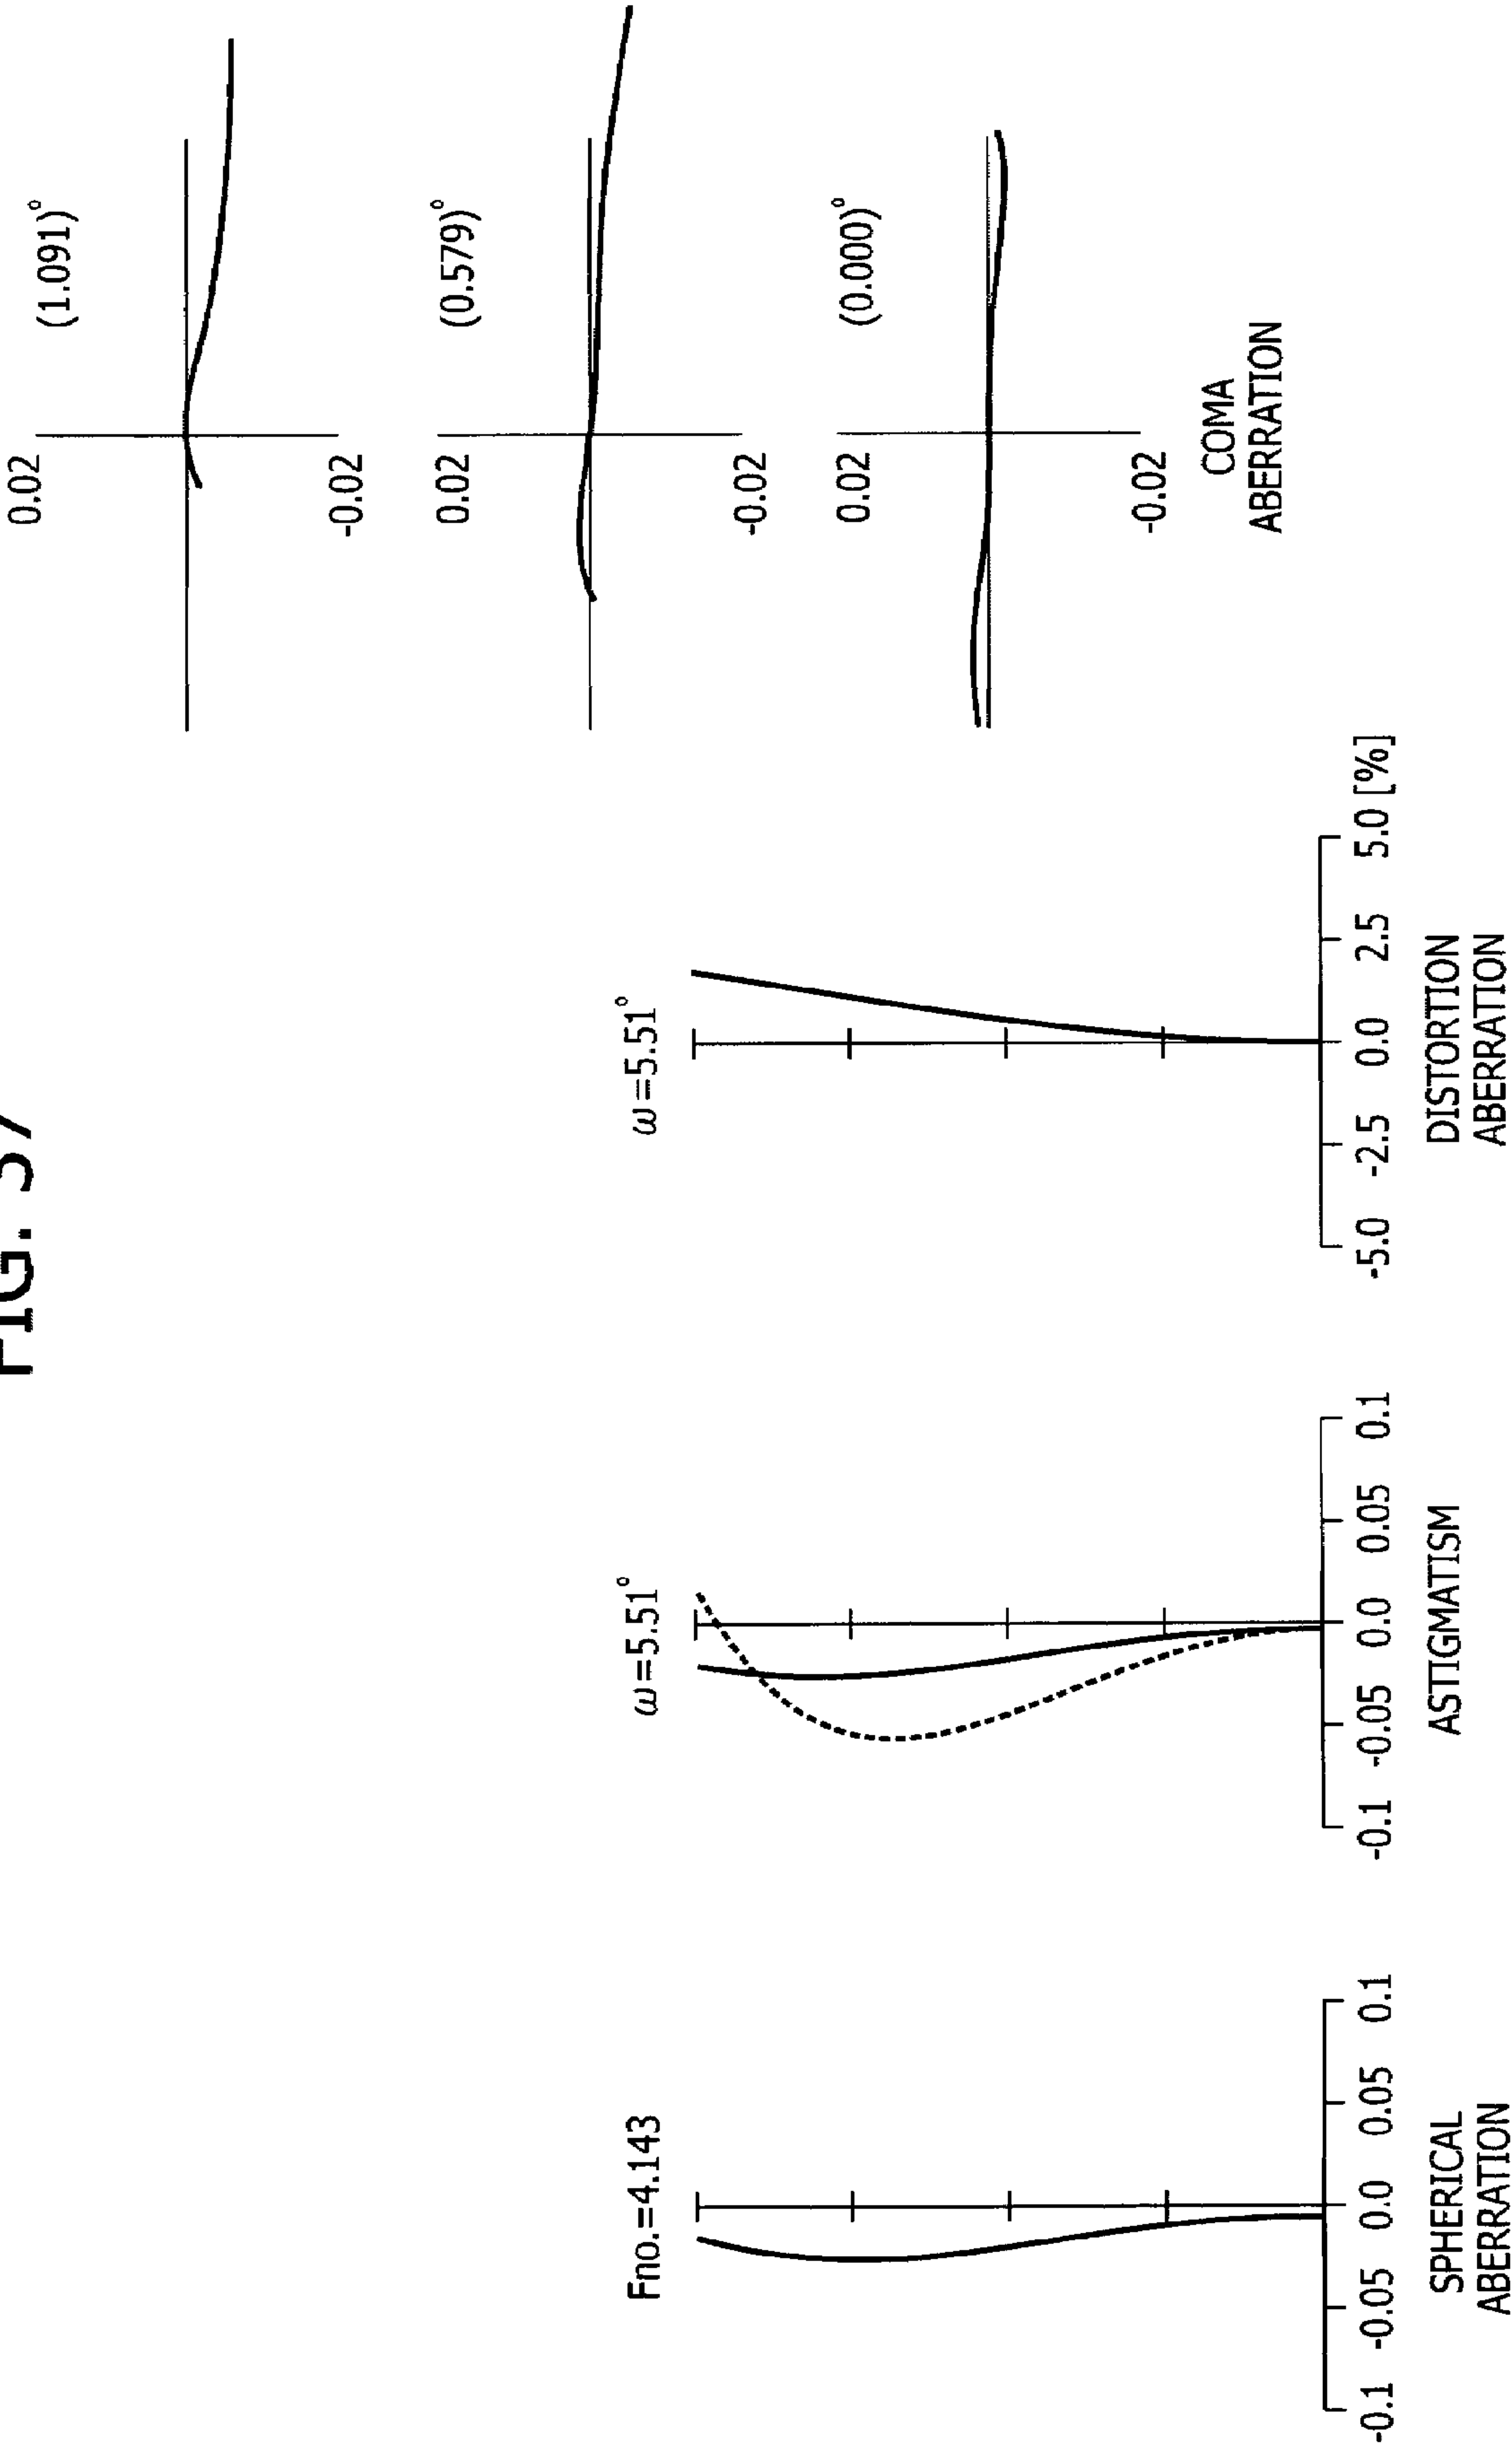 FIG. 37
Fno.=4.143
-0.1 -0.05 0.0 0.05 0.1
SPHERICAL
ABERRATION
ω=5.51°
-0.1 -0.05 0.0 0.05 0.1
ASTIGMATISM
ω=5.51°
-5.0 -2.5 0.0 2.5 5.0 [%]
DISTORTION
ABERRATION
0.02
(1.091)°
-0.02
0.02
(0.579)°
-0.02
0.02
(0.000)°
-0.02
COMA
ABERRATION